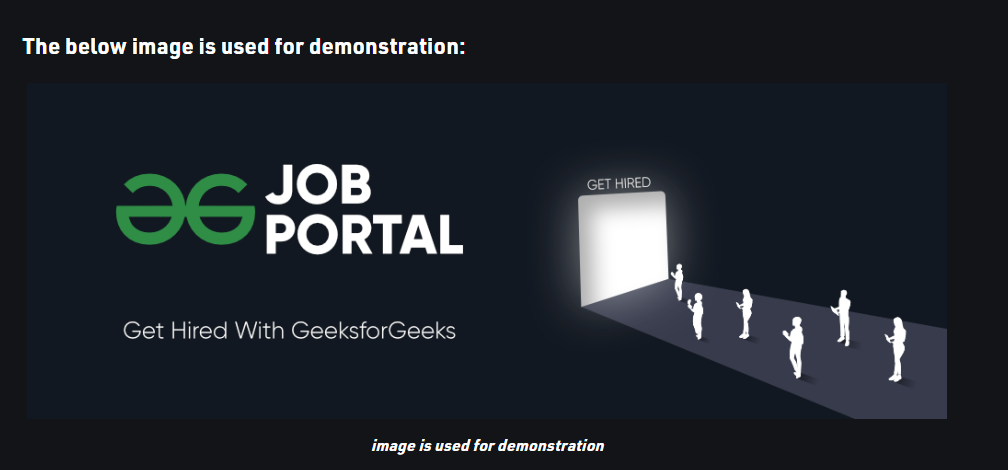 The below image is used for demonstration:
JOB
PORTAL
GET HIRED
Get Hired With GeeksforGeeks
image is used for demonstration